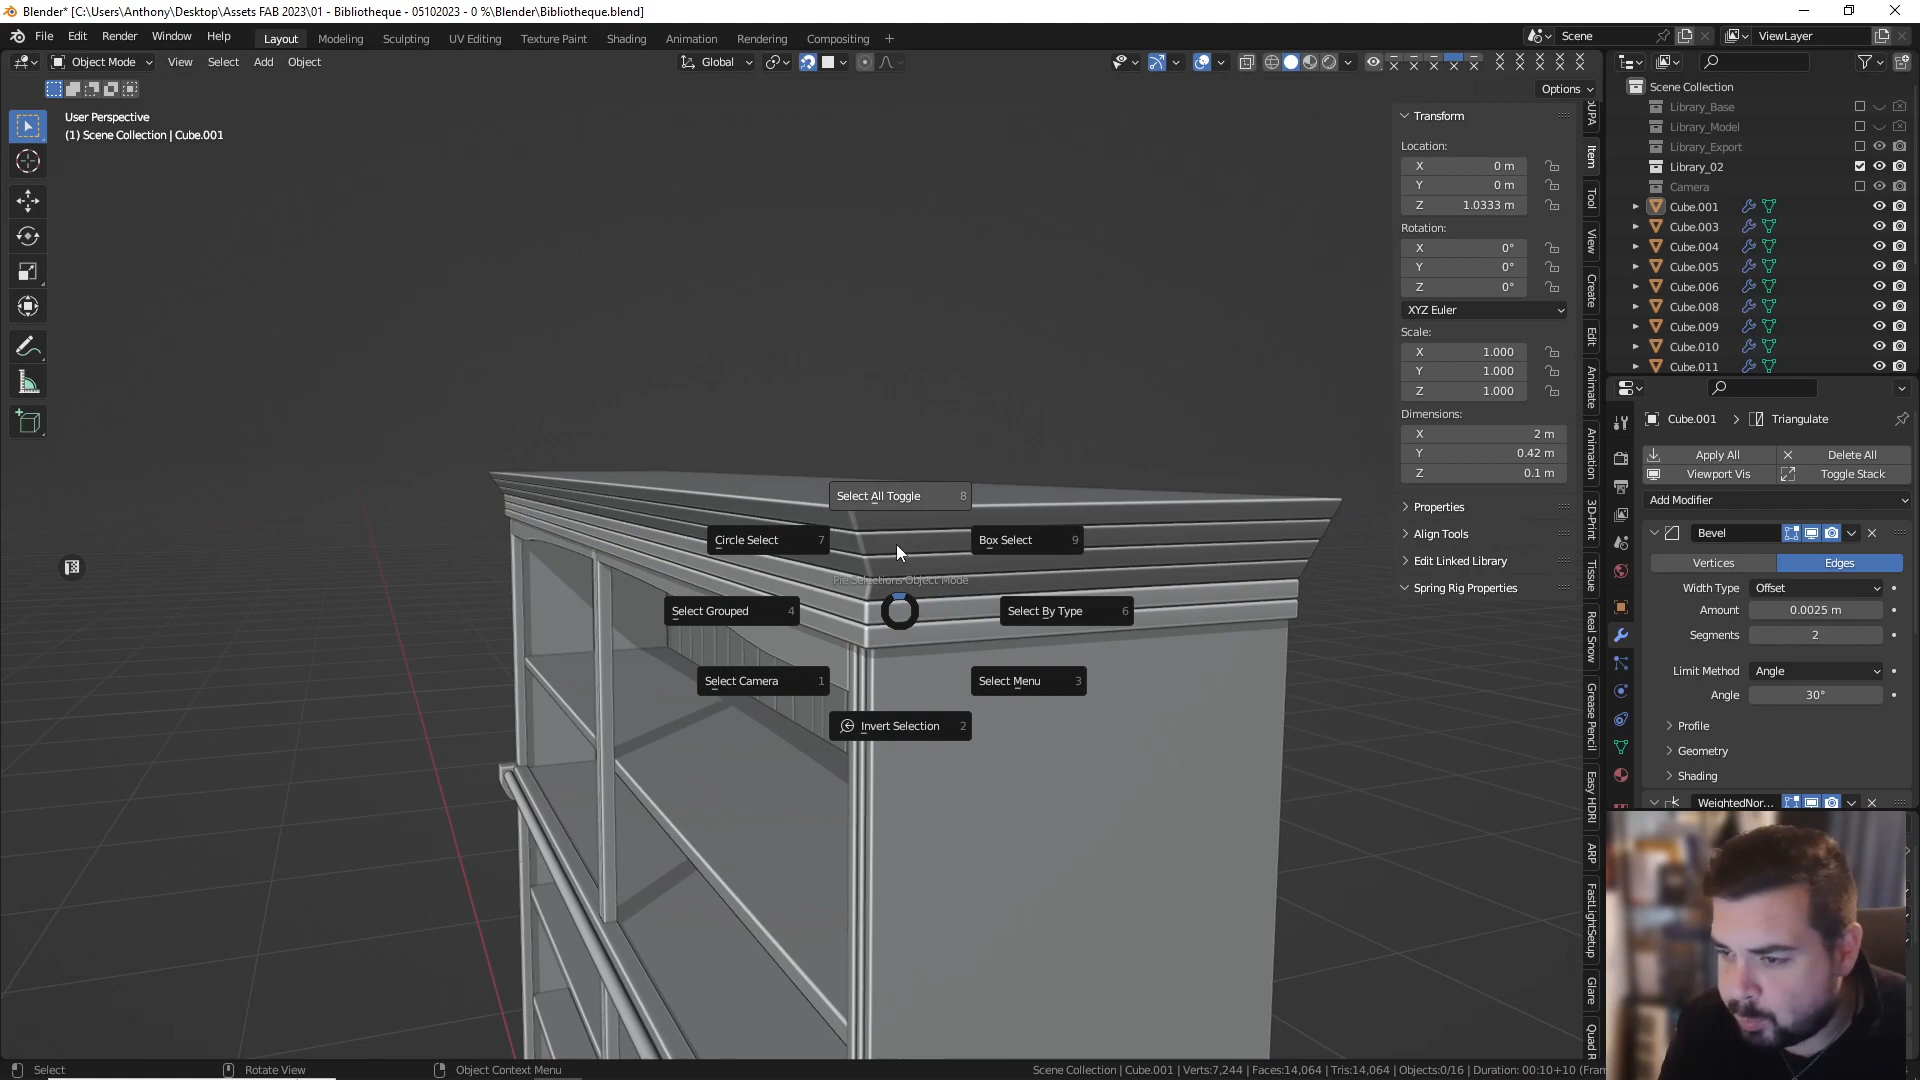 Blender* [C:\Users\Anthony\Desktop\Assets FAB 2023\01 - Bibliotheque - 05102023 - 0 %\Blender\Bibliotheque.blend]
File Edit Render Window Help Layout Modeling Sculpting UV Editing Texture Paint Shading Animation Rendering Compositing Scene ViewLayer
Object Mode View Select Add Object Global
Options
User Perspective
(1) Scene Collection | Cube.001
Transform
Location:
X 0 m
Y 0 m
Z 1.0333 m
Rotation:
X 0°
Y 0°
Z 0°
XYZ Euler
Scale:
X 1.000
Y 1.000
Z 1.000
Dimensions:
X 2 m
Y 0.42 m
Z 0.1 m
Properties
Align Tools
Edit Linked Library
Spring Rig Properties
Item
Tool
View
Create
Edit
Animate
Animation
3D-Print
Tissue
Real Snow
Grease Pencil
Easy HDRI
ARP
FastLightSetup
Glare
Quad R
Scene Collection
Library_Base
Library_Model
Library_Export
Library_02
Camera
Cube.001
Cube.003
Cube.004
Cube.005
Cube.006
Cube.008
Cube.009
Cube.010
Cube.011
Cube.001 > Triangulate
Apply All Delete All
Viewport Vis Toggle Stack
Add Modifier
Bevel
Vertices Edges
Width Type Offset
Amount 0.0025 m
Segments 2
Limit Method Angle
Angle 30°
Profile
Geometry
Shading
WeightedNor...
Select All Toggle 8
Circle Select 7
Box Select 9
Pie Selections Object Mode
Select Grouped 4
Select By Type 6
Select Camera 1
Select Menu 3
Invert Selection 2
Select Rotate View Object Context Menu
Scene Collection | Cube.001 | Verts:7,244 | Faces:14,064 | Tris:14,064 | Objects:0/16 | Duration: 00:10+10 (Fram